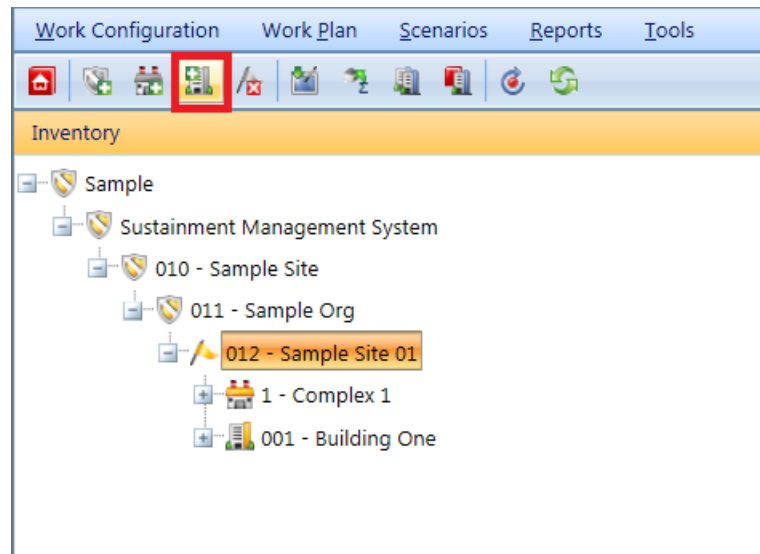 Work Configuration Work Plan Scenarios Reports Tools
Inventory
Sample
Sustainment Management System
010 - Sample Site
011 - Sample Org
012 - Sample Site 01
1 - Complex 1
001 - Building One